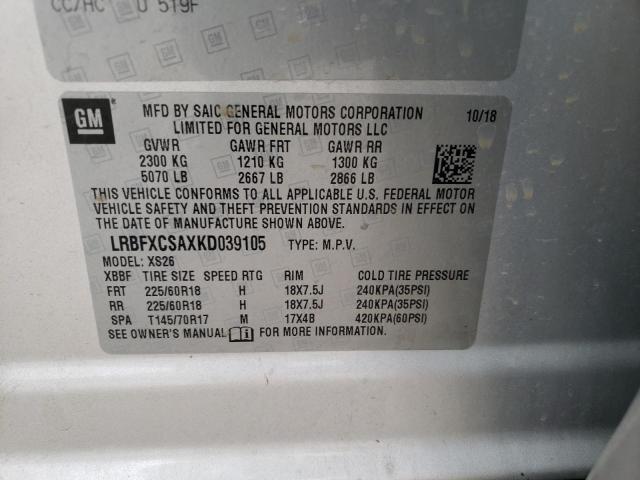 CC/HC U 5T9F
GM
MFD BY SAIC GENERAL MOTORS CORPORATION 10/18
LIMITED FOR GENERAL MOTORS LLC
GVWR GAWR FRT GAWR RR
2300 KG 1210 KG 1300 KG
5070 LB 2667 LB 2866 LB
THIS VEHICLE CONFORMS TO ALL APPLICABLE U.S. FEDERAL MOTOR
VEHICLE SAFETY AND THEFT PREVENTION STANDARDS IN EFFECT ON
THE DATE OF MANUFACTURE SHOWN ABOVE.
LRBFXCSAXKD039105 TYPE: M.P.V.
MODEL: XS26
XBBF TIRE SIZE SPEED RTG RIM COLD TIRE PRESSURE
FRT 225/60R18 H 18X7.5J 240KPA(35PSI)
RR 225/60R18 H 18X7.5J 240KPA(35PSI)
SPA T145/70R17 M 17X4B 420KPA(60PSI)
SEE OWNER'S MANUAL FOR MORE INFORMATION